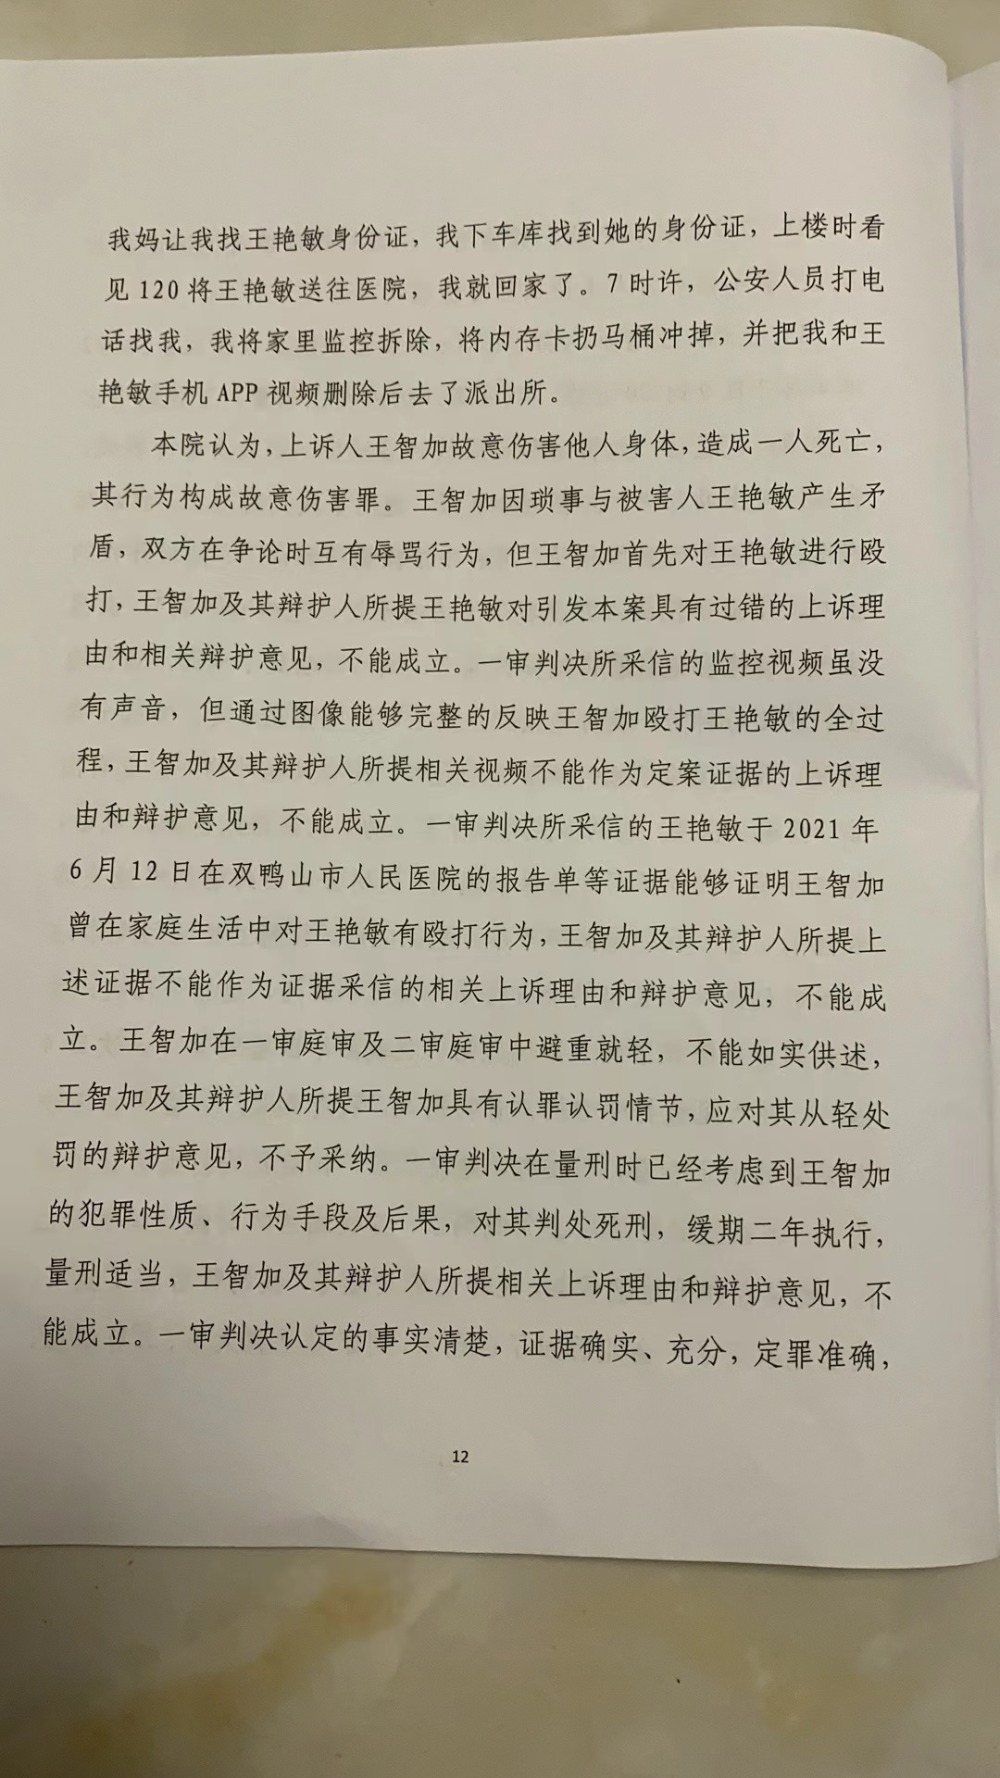 我妈让我找王艳敏身份证，我下车库找到她的身份证，上楼时看
见 120 将王艳敏送往医院，我就回家了。7 时许，公安人员打电
话找我，我将家里监控拆除，将内存卡扔马桶冲掉，并把我和王
艳敏手机 APP 视频删除后去了派出所。
本院认为，上诉人王智加故意伤害他人身体，造成一人死亡，
其行为构成故意伤害罪。王智加因琐事与被害人王艳敏产生矛
盾，双方在争论时互有辱骂行为，但王智加首先对王艳敏进行殴
打，王智加及其辩护人所提王艳敏对引发本案具有过错的上诉理
由和相关辩护意见，不能成立。一审判决所采信的监控视频虽没
有声音，但通过图像能够完整的反映王智加殴打王艳敏的全过
程，王智加及其辩护人所提相关视频不能作为定案证据的上诉理
由和辩护意见，不能成立。一审判决所采信的王艳敏于 2021 年
6 月 12 日在双鸭山市人民医院的报告单等证据能够证明王智加
曾在家庭生活中对王艳敏有殴打行为，王智加及其辩护人所提上
述证据不能作为证据采信的相关上诉理由和辩护意见，不能成
立。王智加在一审庭审及二审庭审中避重就轻，不能如实供述，
王智加及其辩护人所提王智加具有认罪认罚情节，应对其从轻处
罚的辩护意见，不予采纳。一审判决在量刑时已经考虑到王智加
的犯罪性质、行为手段及后果，对其判处死刑，缓期二年执行，
量刑适当，王智加及其辩护人所提相关上诉理由和辩护意见，不
能成立。一审判决认定的事实清楚，证据确实、充分，定罪准确，
12